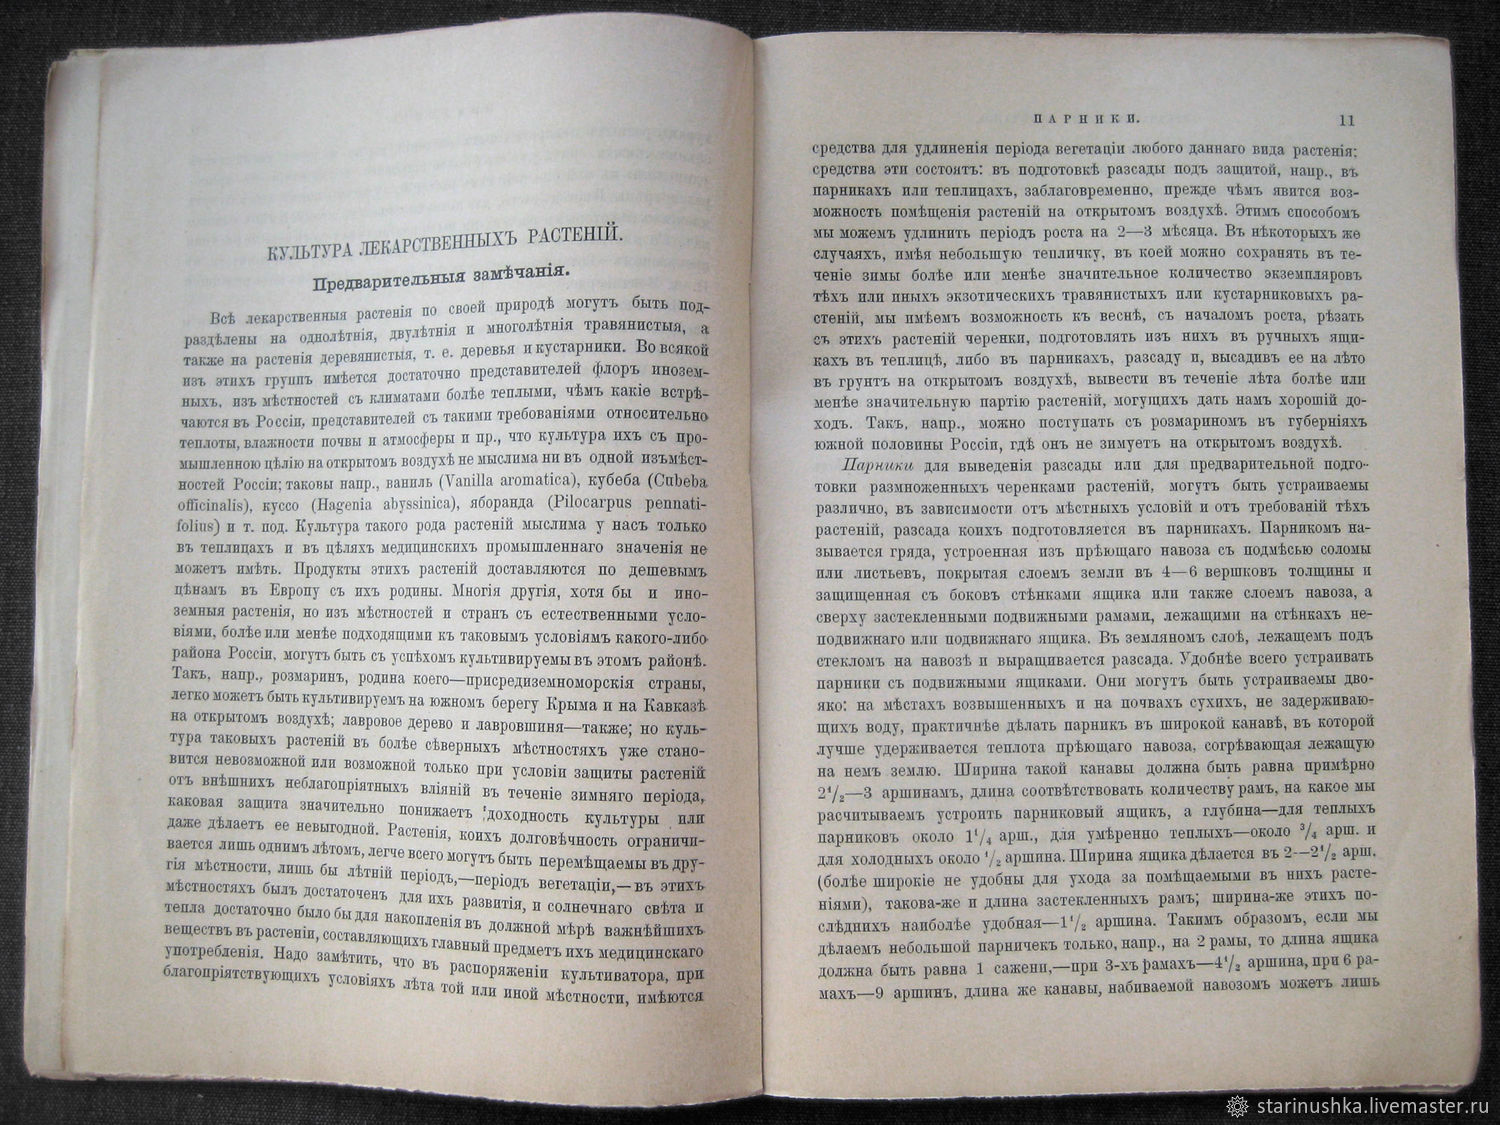 КУЛЬТУРА ЛЕКАРСТВЕННЫХЪ РАСТЕНІЙ.
Предварительныя замѣчанія.
Всѣ лекарственныя растенія по своей природѣ могутъ быть под-
раздѣлены на однолѣтнія, двулѣтнія и многолѣтнія травянистыя, а
также на растенія деревянистыя, т. е. деревья и кустарники. Во всякой
изъ этихъ группъ имѣется достаточно представителей флоръ инозем-
ныхъ, изъ мѣстностей съ климатами болѣе теплыми, чѣмъ какіе встрѣ-
чаются въ Россіи, представителей съ такими требованіями относительно
теплоты, влажности почвы и атмосферы и пр., что культура ихъ съ про-
мышленною цѣлію на открытомъ воздухѣ не мыслима ни въ одной изъ мѣст-
ностей Россіи; таковы напр., ваниль (Vanilla aromatica), кубеба (Cubeba
officinalis), куссо (Hagenia abyssinica), яборанда (Pilocarpus pennati-
folius) и т. под. Культура такого рода растеній мыслима у насъ только
въ теплицахъ и въ цѣляхъ медицинскихъ промышленнаго значенія не
можетъ имѣть. Продукты этихъ растеній доставляются по дешевымъ
цѣнамъ въ Европу съ ихъ родины. Многія другія, хотя бы и ино-
земныя растенія, но изъ мѣстностей и странъ съ естественными усло-
віями, болѣе или менѣе подходящими къ таковымъ условіямъ какого-либо
района Россіи, могутъ быть съ успѣхомъ культивируемы въ этомъ районѣ.
Такъ, напр., розмаринъ, родина коего—присредиземноморскія страны,
легко можетъ быть культивируемъ на южномъ берегу Крыма и на Кавказѣ
на открытомъ воздухѣ; лавровое дерево и лавровишня—также; но куль-
тура таковыхъ растеній въ болѣе сѣверныхъ мѣстностяхъ уже стано-
вится невозможной или возможной только при условіи защиты растеній
отъ внѣшнихъ неблагопріятныхъ вліяній въ теченіе зимняго періода,
каковая защита значительно понижаетъ доходность культуры или
даже дѣлаетъ ее невыгодной. Растенія, коихъ долговѣчность ограничи-
вается лишь однимъ лѣтомъ, легче всего могутъ быть перемѣщаемы въ дру-
гія мѣстности, лишь бы лѣтній періодъ,—періодъ вегетаціи,—въ этихъ
мѣстностяхъ былъ достаточенъ для ихъ развитія, и солнечнаго свѣта и
тепла достаточно было бы для накопленія въ должной мѣрѣ важнѣйшихъ
веществъ въ растеніи, составляющихъ главный предметъ ихъ медицинскаго
употребленія. Надо замѣтить, что въ распоряженіи культиватора, при
благопріятствующихъ условіяхъ лѣта той или иной мѣстности, имѣются
ПАРНИКИ. 11
средства для удлиненія періода вегетаціи любого даннаго вида растенія;
средства эти состоятъ: въ подготовкѣ разсады подъ защитой, напр., въ
парникахъ или теплицахъ, заблаговременно, прежде чѣмъ явится воз-
можность помѣщенія растеній на открытомъ воздухѣ. Этимъ способомъ
мы можемъ удлинить періодъ роста на 2—3 мѣсяца. Въ нѣкоторыхъ же
случаяхъ, имѣя небольшую тепличку, въ коей можно сохранять въ те-
ченіе зимы болѣе или менѣе значительное количество экземпляровъ
тѣхъ или иныхъ экзотическихъ травянистыхъ или кустарниковыхъ ра-
стеній, мы имѣемъ возможность къ веснѣ, съ началомъ роста, рѣзать
съ этихъ растеній черенки, подготовлять изъ нихъ въ ручныхъ ящи-
кахъ въ теплицѣ, либо въ парникахъ, разсаду и, высадивъ ее на лѣто
въ грунтъ на открытомъ воздухѣ, вывести въ теченіе лѣта болѣе или
менѣе значительную партію растеній, могущихъ дать намъ хорошій до-
ходъ. Такъ, напр., можно поступать съ розмариномъ въ губерніяхъ
южной половины Россіи, гдѣ онъ не зимуетъ на открытомъ воздухѣ.
Парники для выведенія разсады или для предварительной подго-
товки размноженныхъ черенками растеній, могутъ быть устраиваемы
различно, въ зависимости отъ мѣстныхъ условій и отъ требованій тѣхъ
растеній, разсада коихъ подготовляется въ парникахъ. Парникомъ на-
зывается гряда, устроенная изъ прѣющаго навоза съ подмѣсью соломы
или листьевъ, покрытая слоемъ земли въ 4—6 вершковъ толщины и
защищенная съ боковъ стѣнками ящика или также слоемъ навоза, а
сверху застекленными подвижными рамами, лежащими на стѣнкахъ не-
подвижнаго или подвижнаго ящика. Въ земляномъ слоѣ, лежащемъ подъ
стекломъ на навозѣ и выращивается разсада. Удобнѣе всего устраивать
парники съ подвижными ящиками. Они могутъ быть устраиваемы дво-
яко: на мѣстахъ возвышенныхъ и на почвахъ сухихъ, не задерживаю-
щихъ воду, практичнѣе дѣлать парникъ въ широкой канавѣ, въ которой
лучше удерживается теплота прѣющаго навоза, согрѣвающая лежащую
на немъ землю. Ширина такой канавы должна быть равна примѣрно
2¹/₂—3 аршинамъ, длина соотвѣтствовать количеству рамъ, на какое мы
расчитываемъ устроить парниковый ящикъ, а глубина—для теплыхъ
парниковъ около 1¹/₄ арш., для умѣренно теплыхъ—около ³/₄ арш. и
для холодныхъ около ¹/₂ аршина. Ширина ящика дѣлается въ 2—2¹/₂ арш.
(болѣе широкіе не удобны для ухода за помѣщаемыми въ нихъ расте-
ніями), такова-же и длина застекленныхъ рамъ; ширина-же этихъ по-
слѣднихъ наиболѣе удобная—1¹/₂ аршина. Такимъ образомъ, если мы
дѣлаемъ небольшой парничекъ только, напр., на 2 рамы, то длина ящика
должна быть равна 1 сажени,—при 3-хъ рамахъ—4¹/₂ аршина, при 6 ра-
махъ—9 аршинъ, длина же канавы, набиваемой навозомъ можетъ лишь
starinushka.livemaster.ru